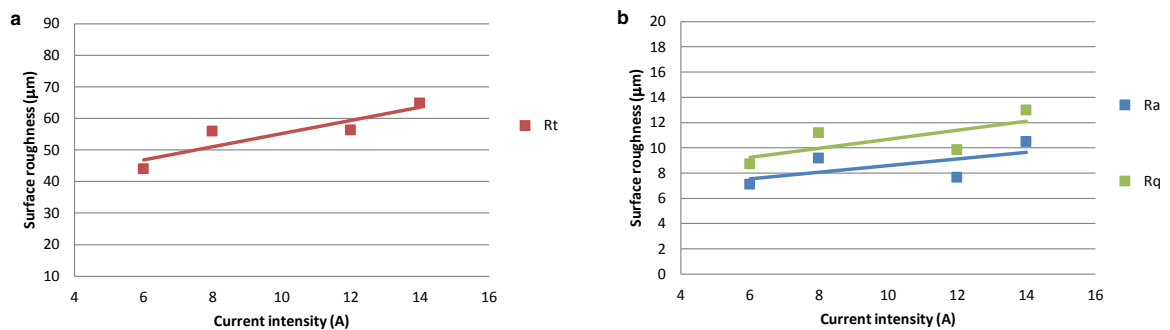 a
90
80
70
60
50
40
30
20
10
Surface roughness (µm)
4 6 8 10 12 14 16
Current intensity (A)
Rt
b
20
18
16
14
12
10
8
6
4
2
0
Surface roughness (µm)
4 6 8 10 12 14 16
Current intensity (A)
Ra
Rq